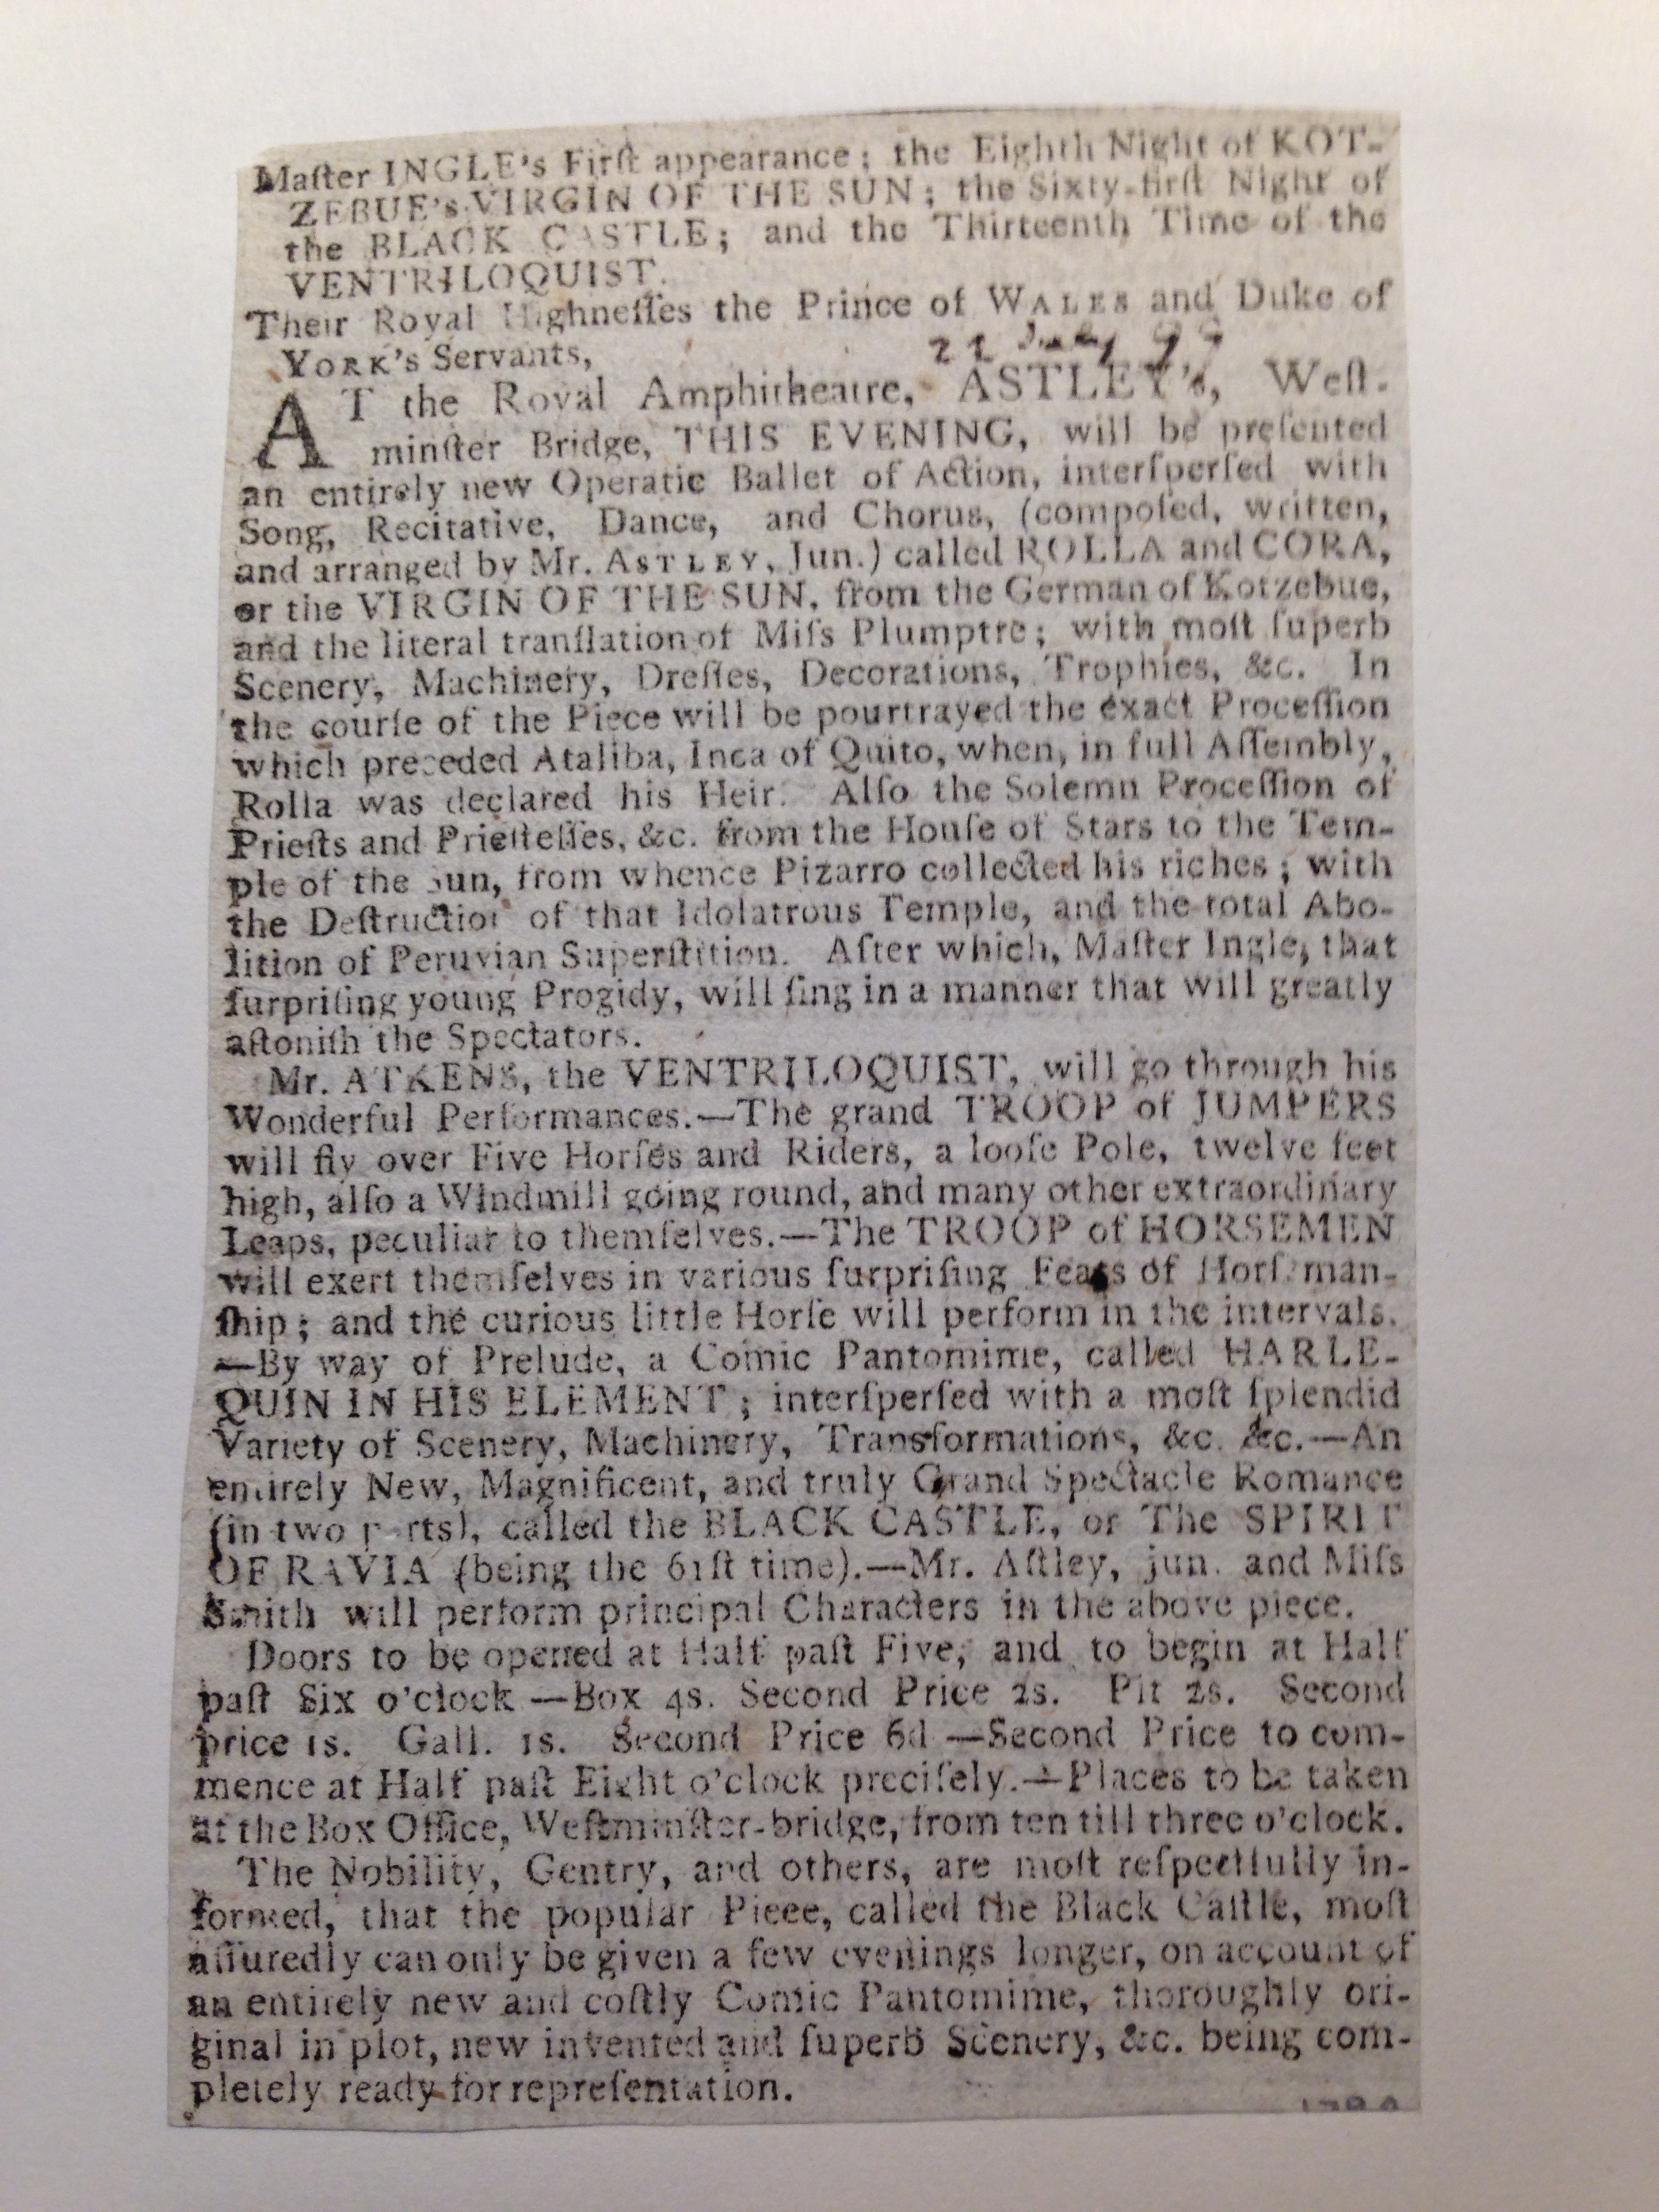 Maſter INGLE's Firſt appearance; the Eighth Night of KOT-
ZEBUE's VIRGIN OF THE SUN; the Sixty-firſt Night of
the BLACK CASTLE; and the Thirteenth Time of the
VENTRILOQUIST.
Their Royal Highneſſes the Prince of WALES and Duke of
YORK's Servants,
22 July 99
AT the Royal Amphitheatre, ASTLEY's, Weſt-
minſter Bridge, THIS EVENING, will be preſented
an entirely new Operatic Ballet of Action, interſperſed with
Song, Recitative, Dance, and Chorus, (compoſed, written,
and arranged by Mr. ASTLEY, Jun.) called ROLLA and CORA,
or the VIRGIN OF THE SUN, from the German of Kotzebue,
and the literal tranſlation of Miſs Plumptre; with moſt ſuperb
Scenery, Machinery, Dreſſes, Decorations, Trophies, &c. In
the courſe of the Piece will be pourtrayed the exact Proceſſion
which preceded Ataliba, Inca of Quito, when, in full Aſſembly,
Rolla was declared his Heir. Alſo the Solemn Proceſſion of
Prieſts and Prieſteſſes, &c. from the Houſe of Stars to the Tem-
ple of the Sun, from whence Pizarro collected his riches; with
the Deſtruction of that Idolatrous Temple, and the total Abo-
lition of Peruvian Superſtition. After which, Maſter Ingle, that
ſurpriſing young Progidy, will ſing in a manner that will greatly
aſtoniſh the Spectators.
Mr. ATKENS, the VENTRILOQUIST, will go through his
Wonderful Performances.—The grand TROOP of JUMPERS
will fly over Five Horſes and Riders, a looſe Pole, twelve feet
high, alſo a Windmill going round, and many other extraordinary
Leaps, peculiar to themſelves.—The TROOP of HORSEMEN
will exert themſelves in various ſurpriſing Feats of Horſeman-
ſhip; and the curious little Horſe will perform in the intervals.
—By way of Prelude, a Comic Pantomime, called HARLE-
QUIN IN HIS ELEMENT; interſperſed with a moſt ſplendid
Variety of Scenery, Machinery, Transformations, &c. &c.—An
entirely New, Magnificent, and truly Grand Spectacle Romance
(in two parts), called the BLACK CASTLE, or The SPIRIT
OF RAVIA (being the 61ſt time).—Mr. Aſtley, jun. and Miſs
Smith will perform principal Characters in the above piece.
Doors to be opened at Half paſt Five, and to begin at Half
paſt Six o'clock.—Box 4s. Second Price 2s. Pit 2s. Second
price 1s. Gall. 1s. Second Price 6d.—Second Price to com-
mence at Half paſt Eight o'clock preciſely.—Places to be taken
at the Box Office, Weſtminſter-bridge, from ten till three o'clock.
The Nobility, Gentry, and others, are moſt reſpectfully in-
formed, that the popular Pieee, called the Black Caſtle, moſt
aſſuredly can only be given a few evenings longer, on account of
an entirely new and coſtly Comic Pantomime, thoroughly ori-
ginal in plot, new invented and ſuperb Scenery, &c. being com-
pletely ready for repreſentation.